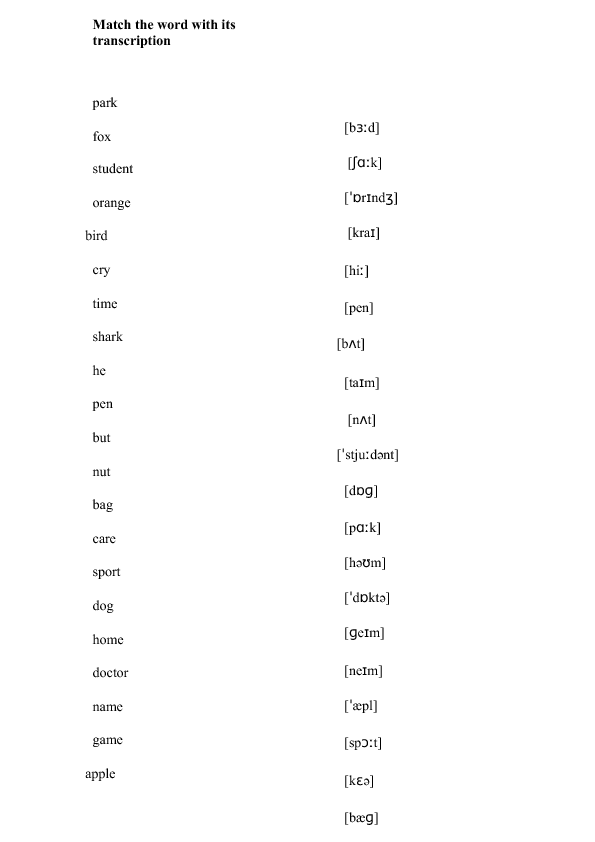 Match the word with its
transcription
park
fox
student
orange
bird
cry
time
shark
he
pen
but
nut
bag
care
sport
dog
home
doctor
name
game
apple
[bɜːd]
[ʃɑːk]
[ˈɒrɪndʒ]
[kraɪ]
[hiː]
[pen]
[bʌt]
[taɪm]
[nʌt]
[ˈstjuːdənt]
[dɒɡ]
[pɑːk]
[həʊm]
[ˈdɒktə]
[ɡeɪm]
[neɪm]
[ˈæpl]
[spɔːt]
[kɛə]
[bæɡ]